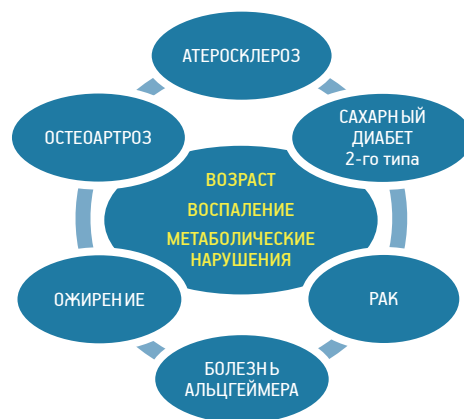 АТЕРОСКЛЕРОЗ
ОСТЕОАРТРОЗ
САХАРНЫЙ
ДИАБЕТ
2-го типа
ВОЗРАСТ
ВОСПАЛЕНИЕ
МЕТАБОЛИЧЕСКИЕ
НАРУШЕНИЯ
ОЖИРЕНИЕ
РАК
БОЛЕЗНЬ
АЛЬЦГЕЙМЕРА